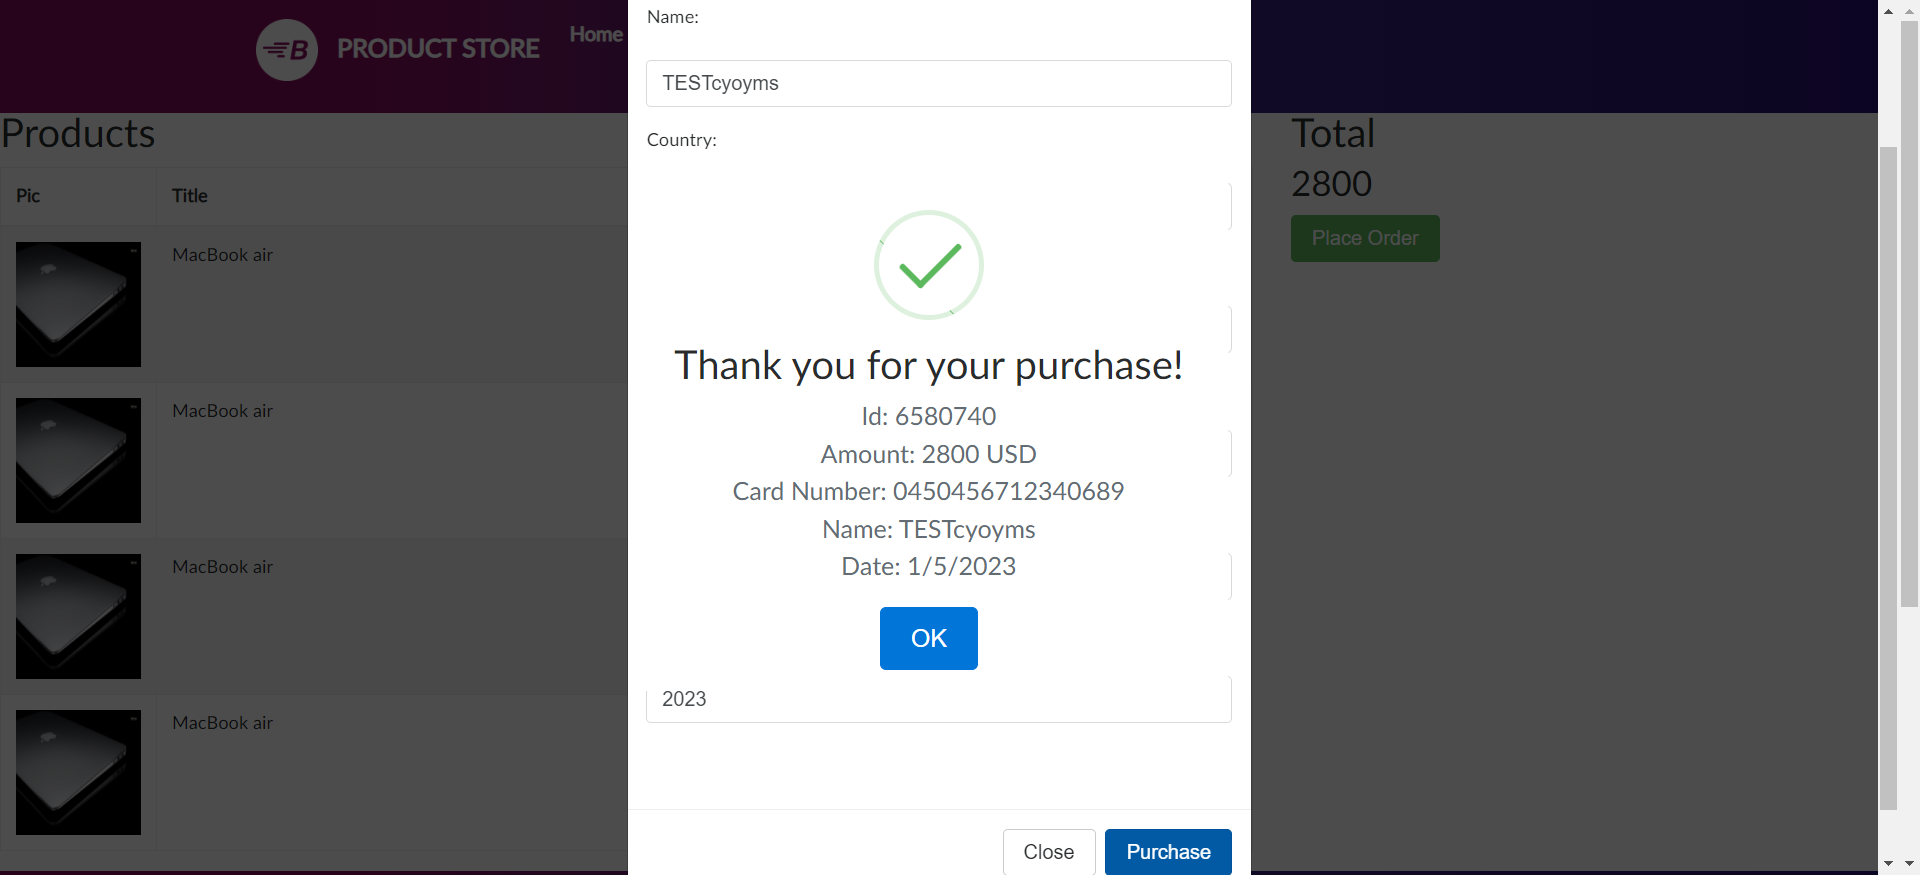 PRODUCT STORE
Home
Products
Pic
Title
MacBook air
MacBook air
MacBook air
MacBook air
Name:
TESTcyoyms
Country:
Thank you for your purchase!
Id: 6580740
Amount: 2800 USD
Card Number: 0450456712340689
Name: TESTcyoyms
Date: 1/5/2023
OK
2023
Close
Purchase
Total
2800
Place Order